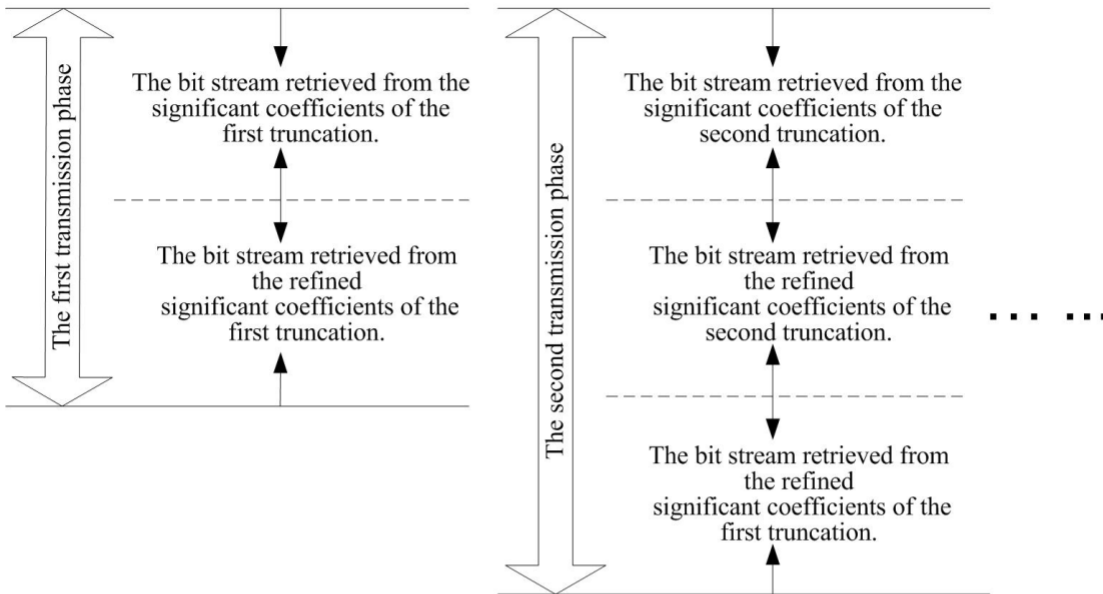 The first transmission phase
The bit stream retrieved from the
significant coefficients of the
first truncation.
The bit stream retrieved from
the refined
significant coefficients of the
first truncation.
The second transmission phase
The bit stream retrieved from the
significant coefficients of the
second truncation.
The bit stream retrieved from
the refined
significant coefficients of the
second truncation.
The bit stream retrieved from
the refined
significant coefficients of the
first truncation.
... ...